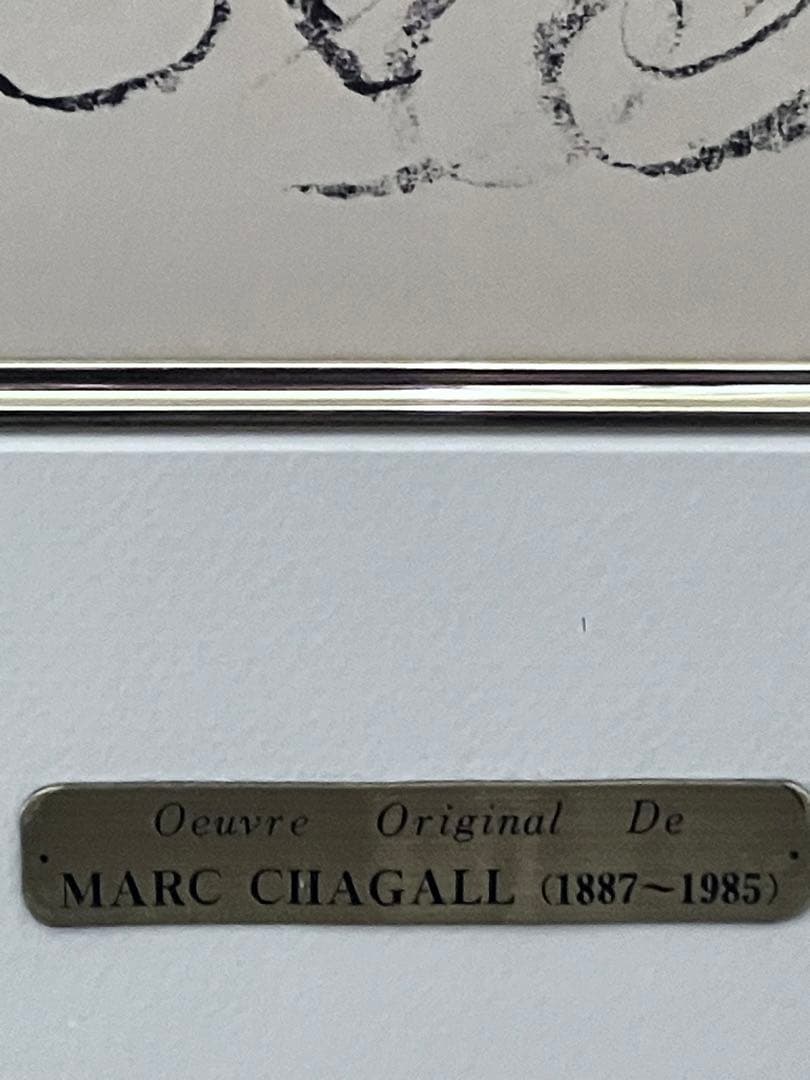 Oeuvre Original De
MARC CHAGALL (1887~1985)